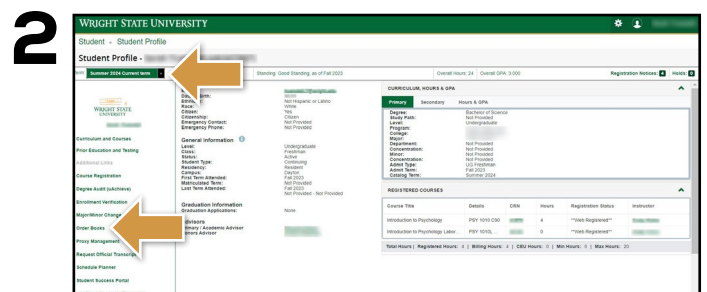 2
WRIGHT STATE UNIVERSITY
Student - Student Profile
Student Profile -
Summer 2024 Current term
Standing: Good Standing, as of Fall 2023
Overall Hours: 24
Overall GPA: 3.000
Registration Notices: 4
Holds: 0
WRIGHT STATE
UNIVERSITY
Curriculum and Courses
Prior Education and Testing
Additional Links
Course Registration
Degree Audit (uAchieve)
Enrollment Verification
Major/Minor Change
Order Books
Proxy Management
Request Official Transcript
Schedule Planner
Student Success Portal
Not Hispanic or Latino
Race: White
Citizen: Yes
Citizenship: Citizen
Emergency Contact: Not Provided
Emergency Phone: Not Provided
General Information
Level: Undergraduate
Class: Freshman
Status: Active
Student Type: Continuing
Residency: Resident
Campus: Dayton
First Term Attended: Fall 2023
Matriculated Term: Not Provided
Last Term Attended: Fall 2023
Not Provided - Not Provided
Graduation Information
Graduation Applications: None
Advisors
Primary / Academic Advisor
Honors Advisor
CURRICULUM, HOURS & GPA
Primary Secondary Hours & GPA
Degree: Bachelor of Science
Study Path: Not Provided
Level: Undergraduate
Program:
College:
Major:
Department: Not Provided
Concentration: Not Provided
Minor: Not Provided
Concentration: Not Provided
Admit Type: UG Freshman
Admit Term: Fall 2023
Catalog Term: Summer 2024
REGISTERED COURSES
Course Title Details CRN Hours Registration Status Instructor
Introduction to Psychology PSY 1010 C90 4 **Web Registered**
Introduction to Psychology Labor... PSY 1010L ... 0 **Web Registered**
Total Hours | Registered Hours: 4 | Billing Hours: 4 | CEU Hours: 0 | Min Hours: 0 | Max Hours: 23